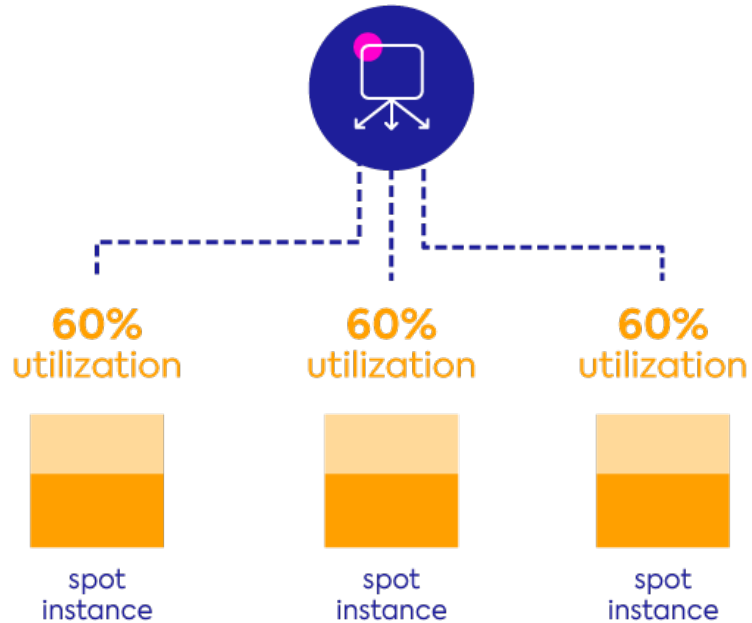 60%
utilization
60%
utilization
60%
utilization
spot
instance
spot
instance
spot
instance